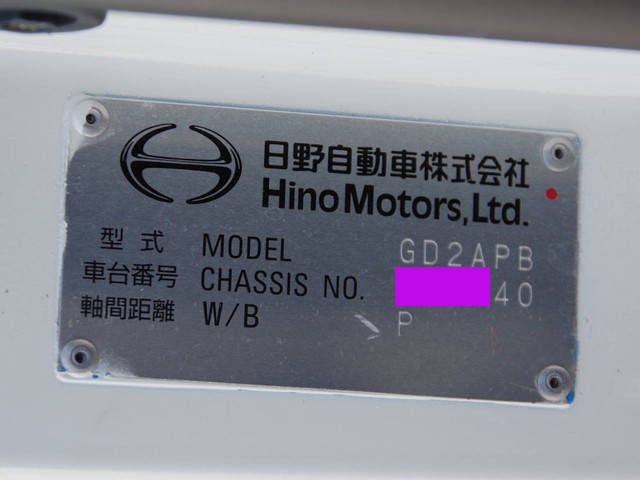 日野自動車株式会社
Hino Motors, Ltd.
型式 MODEL GD2APB
車台番号 CHASSIS NO. 40
軸間距離 W/B P